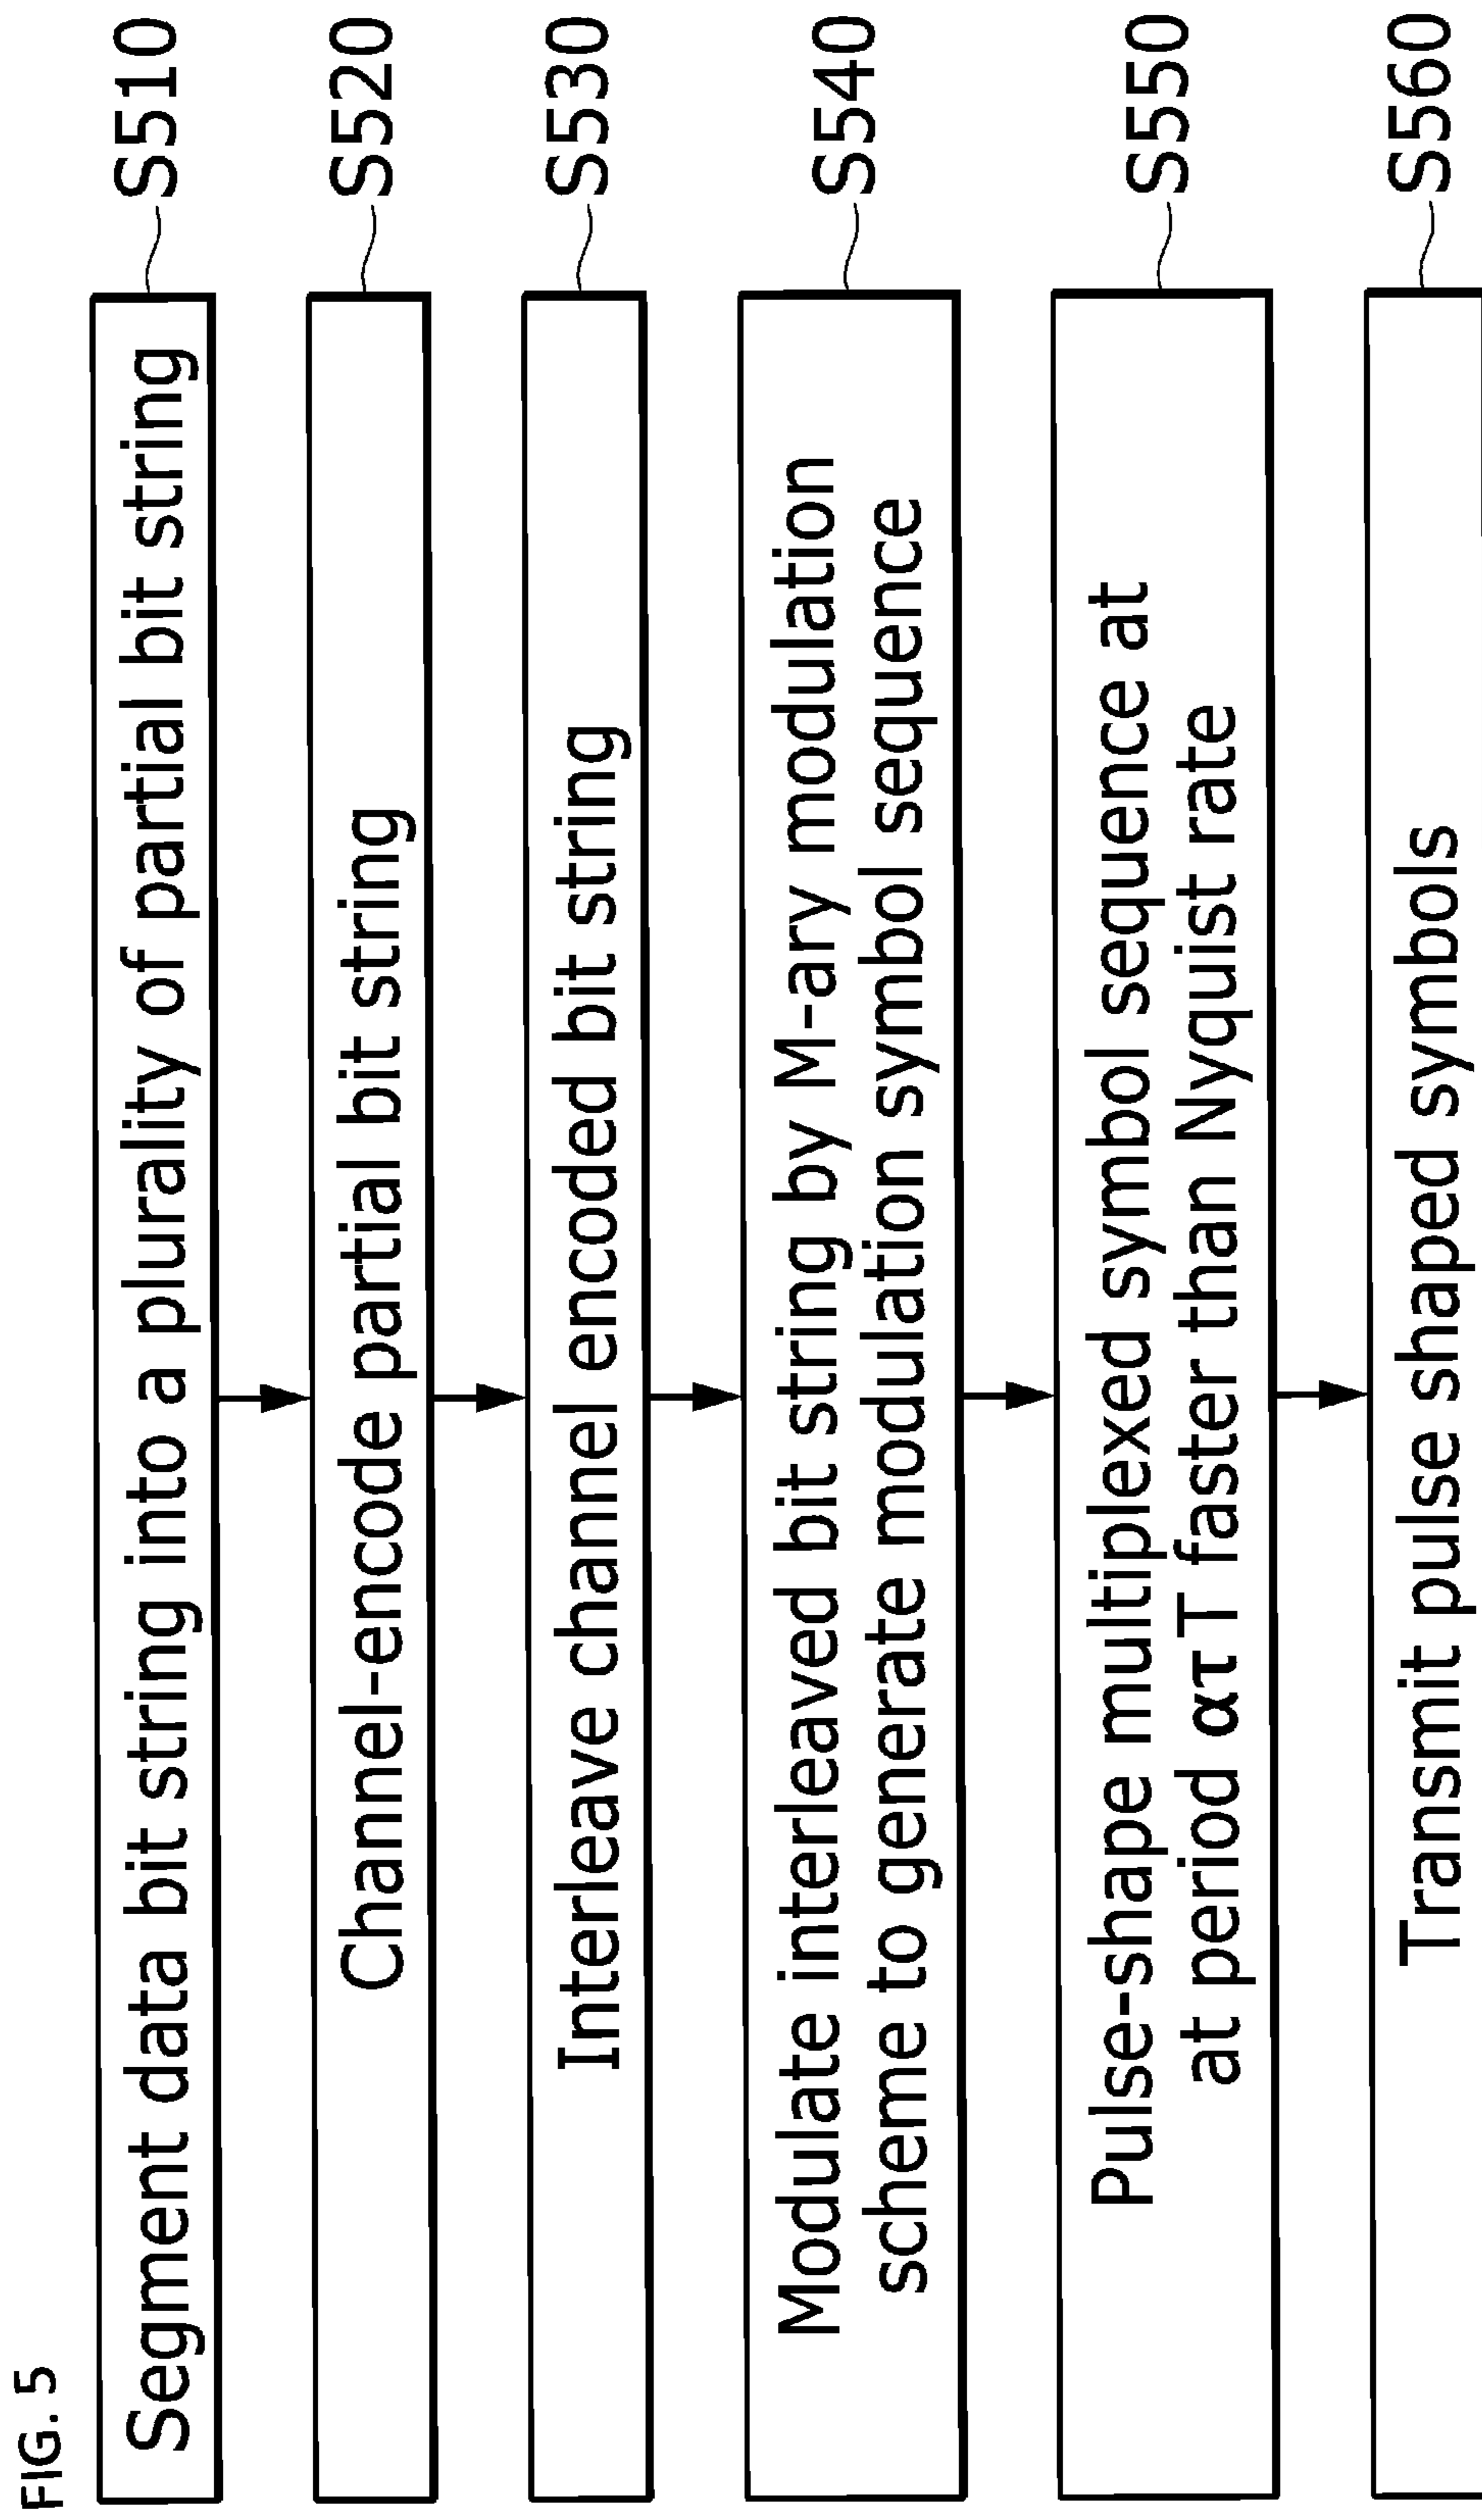 FIG. 5
Segment data bit string into a plurality of partial bit string
S510
Channel-encode partial bit string
S520
Interleave channel encoded bit string
S530
Modulate interleaved bit string by M-ary modulation
scheme to generate modulation symbol sequence
S540
Pulse-shape multiplexed symbol sequence at
at period ατT faster than Nyquist rate
S550
Transmit pulse shaped symbols
S560